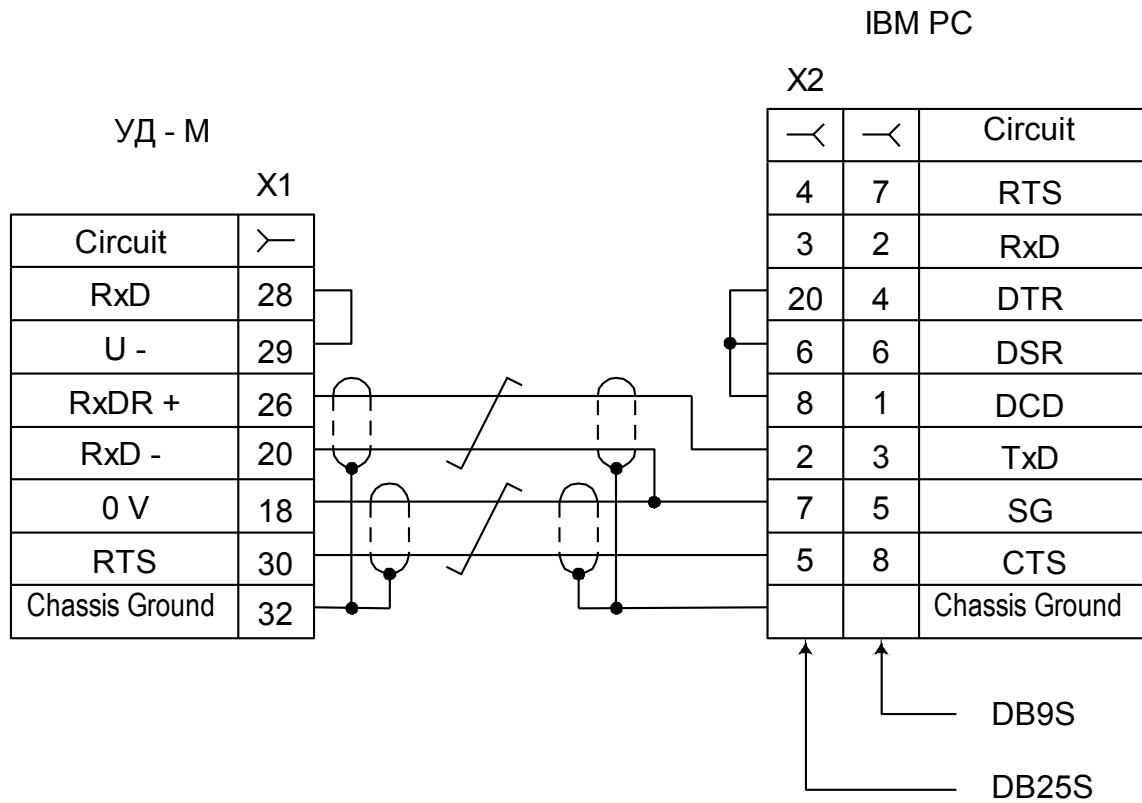 IBM PC
X2
УД - М
X1
Circuit
RxD 28
U - 29
RxDR + 26
RxD - 20
0 V 18
RTS 30
Chassis Ground 32
Circuit
4 7 RTS
3 2 RxD
20 4 DTR
6 6 DSR
8 1 DCD
2 3 TxD
7 5 SG
5 8 CTS
Chassis Ground
DB9S
DB25S